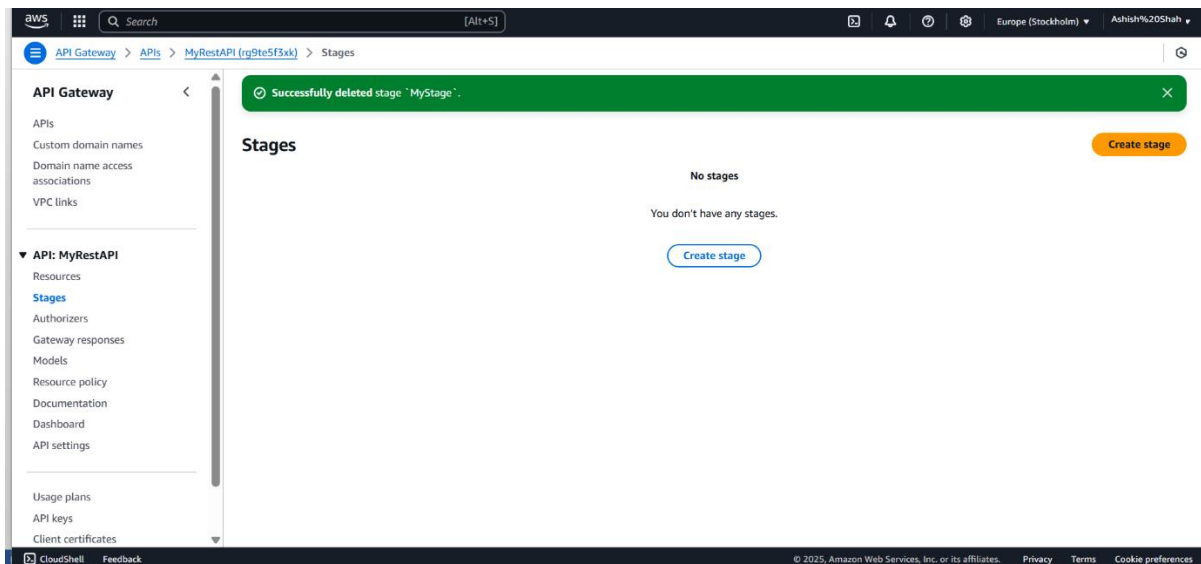 aws
Search
[Alt+S]
Europe (Stockholm)
Ashish%20Shah
API Gateway > APIs > MyRestAPI (rg9te5f3xk) > Stages
API Gateway
APIs
Custom domain names
Domain name access
associations
VPC links
API: MyRestAPI
Resources
Stages
Authorizers
Gateway responses
Models
Resource policy
Documentation
Dashboard
API settings
Usage plans
API keys
Client certificates
Successfully deleted stage `MyStage`.
Stages
Create stage
No stages
You don't have any stages.
Create stage
CloudShell
Feedback
© 2025, Amazon Web Services, Inc. or its affiliates.
Privacy
Terms
Cookie preferences